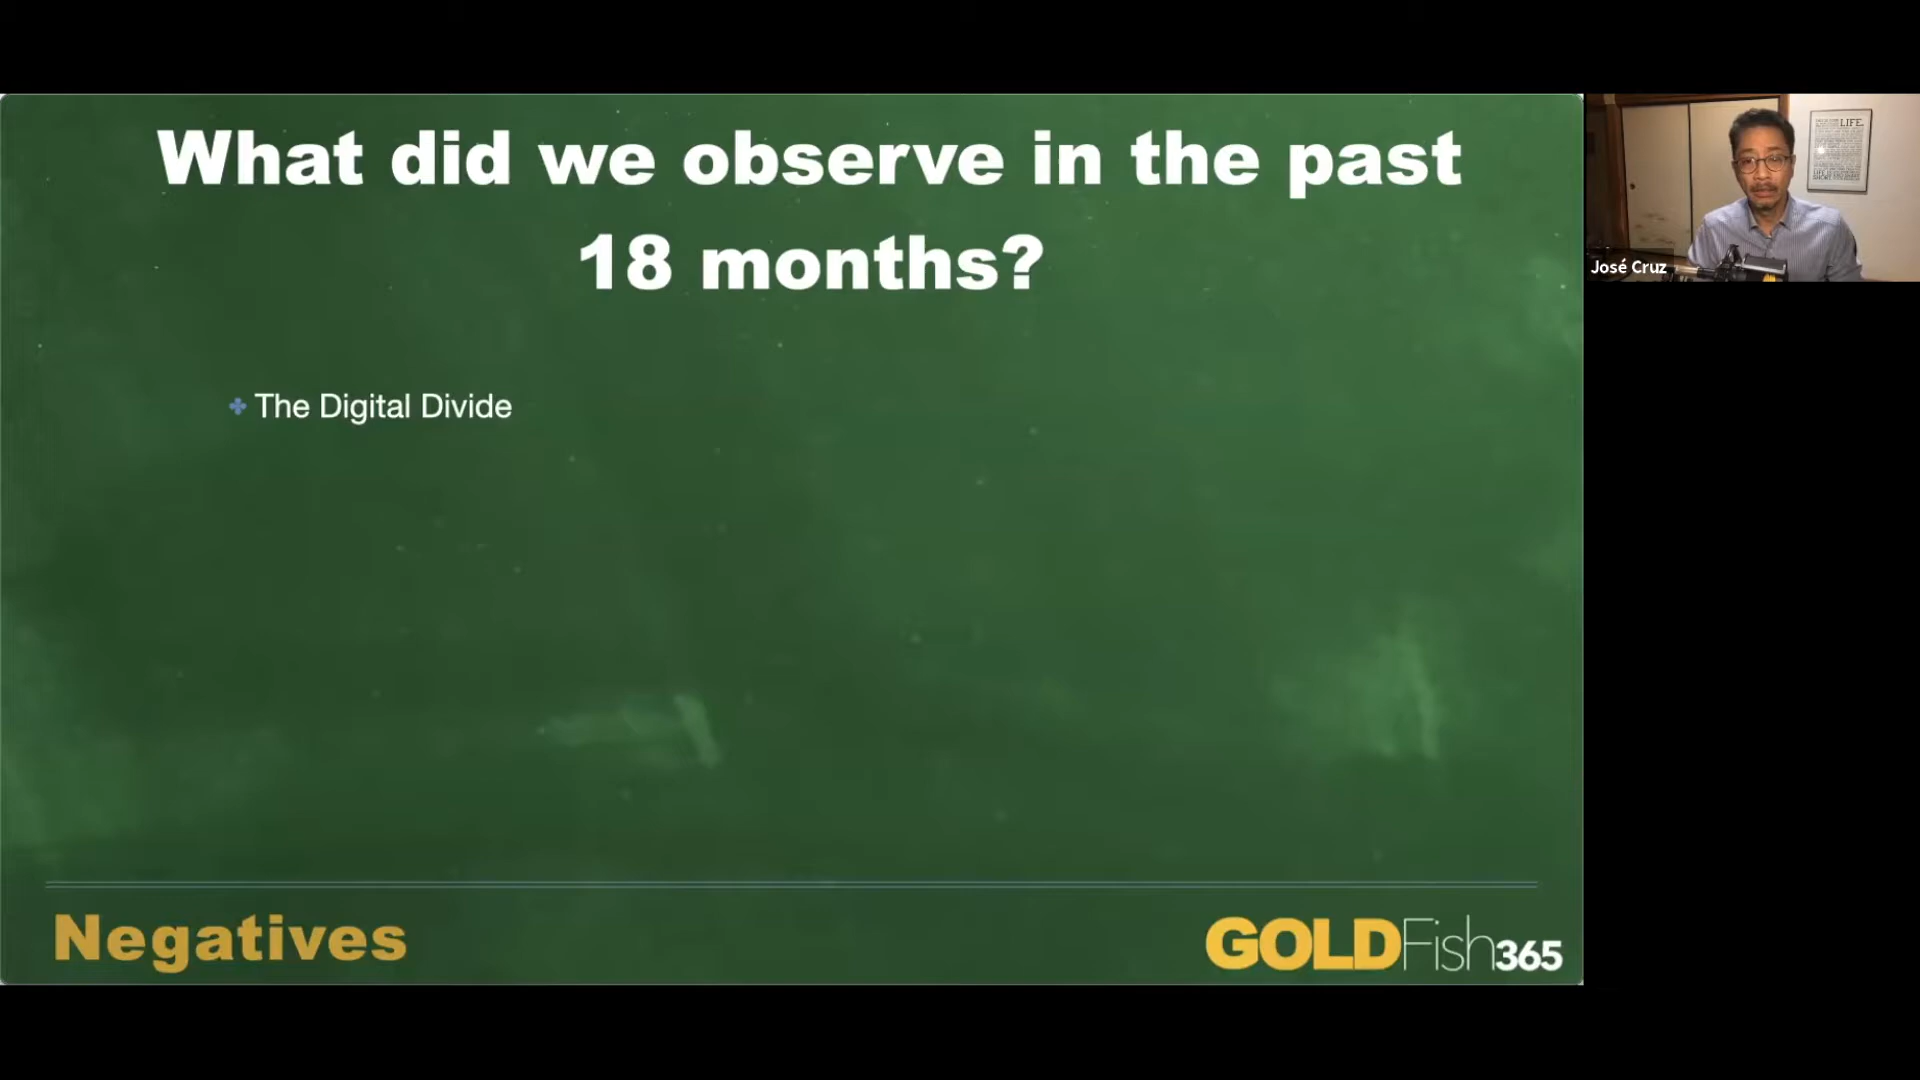 What did we observe in the past
18 months?
The Digital Divide
Negatives
GOLDFish365
José Cruz
LIFE.